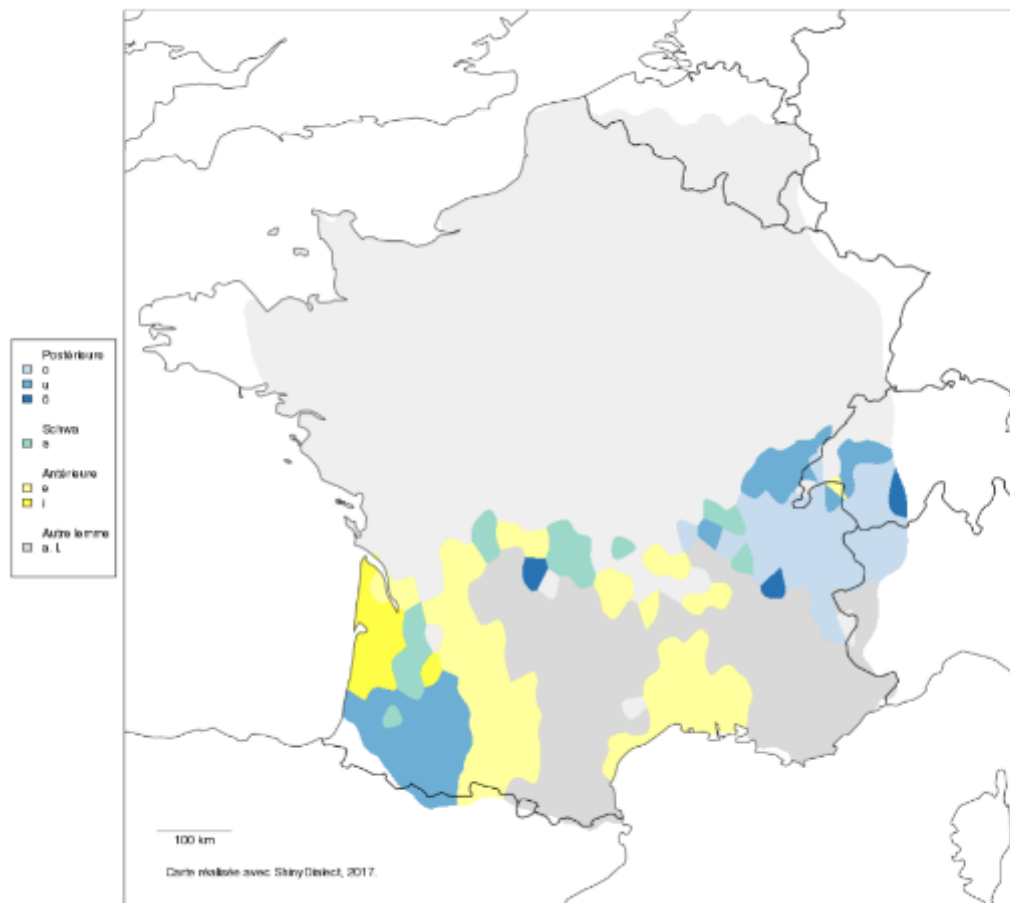 Postérieure
o
u
ö
Schwa
ə
Antérieure
e
i
Autre lemme
a. l.
100 km
Carte réalisée avec ShinyDialect, 2017.